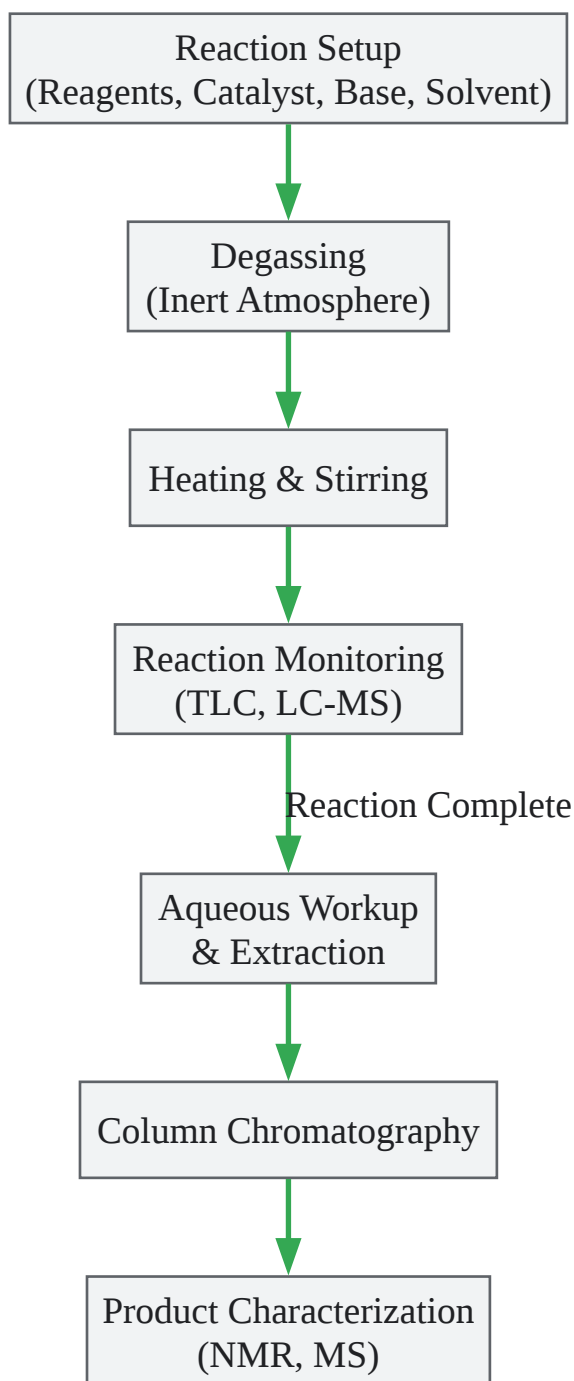 Reaction Setup
(Reagents, Catalyst, Base, Solvent)
Degassing
(Inert Atmosphere)
Heating & Stirring
Reaction Monitoring
(TLC, LC-MS)
Reaction Complete
Aqueous Workup
& Extraction
Column Chromatography
Product Characterization
(NMR, MS)